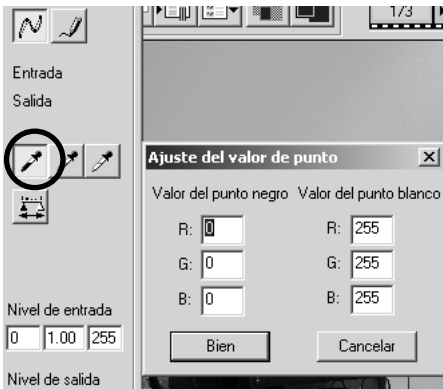 1/3
Entrada
Salida
Ajuste del valor de punto
Valor del punto negro Valor del punto blanco
R: 0 R: 255
G: 0 G: 255
B: 0 B: 255
Nivel de entrada
0 1.00 255
Bien Cancelar
Nivel de salida